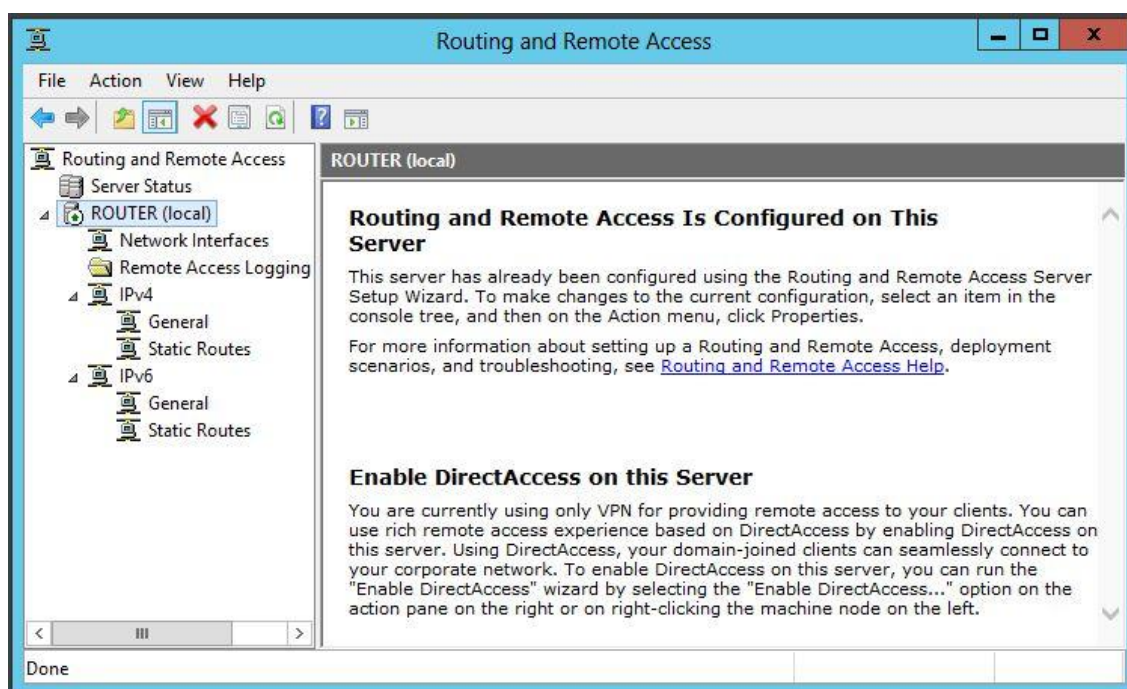 Routing and Remote Access
File Action View Help
Routing and Remote Access
Server Status
ROUTER (local)
Network Interfaces
Remote Access Logging
IPv4
General
Static Routes
IPv6
General
Static Routes
ROUTER (local)
Routing and Remote Access Is Configured on This
Server
This server has already been configured using the Routing and Remote Access Server
Setup Wizard. To make changes to the current configuration, select an item in the
console tree, and then on the Action menu, click Properties.
For more information about setting up a Routing and Remote Access, deployment
scenarios, and troubleshooting, see Routing and Remote Access Help.
Enable DirectAccess on this Server
You are currently using only VPN for providing remote access to your clients. You can
use rich remote access experience based on DirectAccess by enabling DirectAccess on
this server. Using DirectAccess, your domain-joined clients can seamlessly connect to
your corporate network. To enable DirectAccess on this server, you can run the
"Enable DirectAccess" wizard by selecting the "Enable DirectAccess..." option on the
action pane on the right or on right-clicking the machine node on the left.
Done